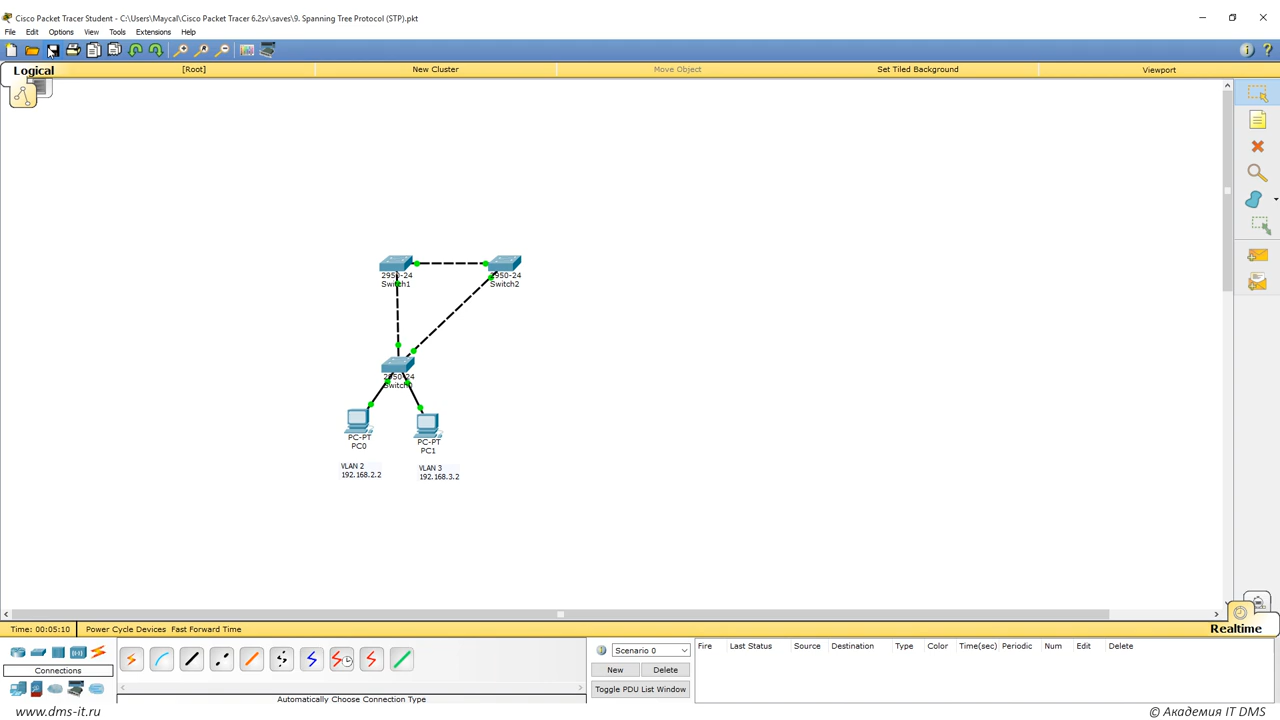 Cisco Packet Tracer Student - C:\Users\Maycal\Cisco Packet Tracer 6.2sv\saves\9. Spanning Tree Protocol (STP).pkt
File Edit Options View Tools Extensions Help
Logical [Root] New Cluster Move Object Set Tiled Background Viewport
2950-24
Switch1
2950-24
Switch2
2950-24
Switch0
PC-PT
PC0
PC-PT
PC1
VLAN 2
192.168.2.2
VLAN 3
192.168.3.2
Time: 00:05:10 Power Cycle Devices Fast Forward Time
Realtime
Connections
Automatically Choose Connection Type
Scenario 0
New Delete
Toggle PDU List Window
Fire Last Status Source Destination Type Color Time(sec) Periodic Num Edit Delete
www.dms-it.ru
© Академия IT DMS